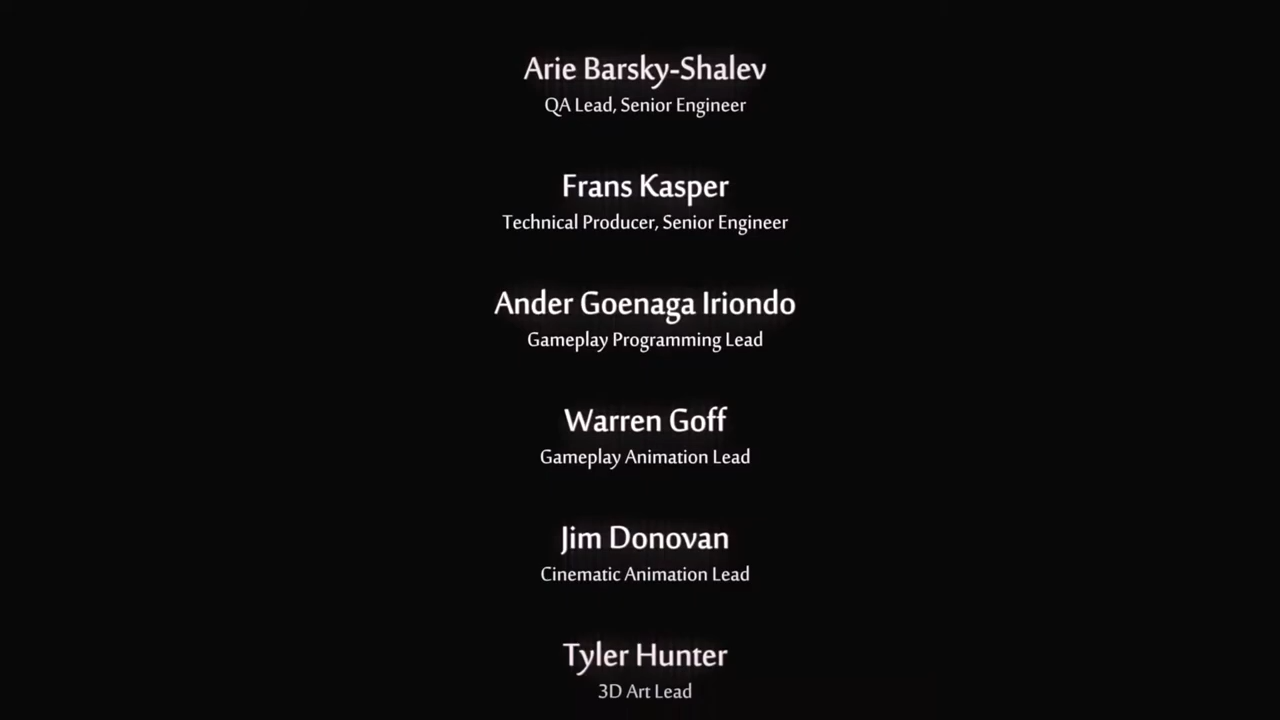 Arie Barsky-Shalev
QA Lead, Senior Engineer
Frans Kasper
Technical Producer, Senior Engineer
Ander Goenaga Iriondo
Gameplay Programming Lead
Warren Goff
Gameplay Animation Lead
Jim Donovan
Cinematic Animation Lead
Tyler Hunter
3D Art Lead